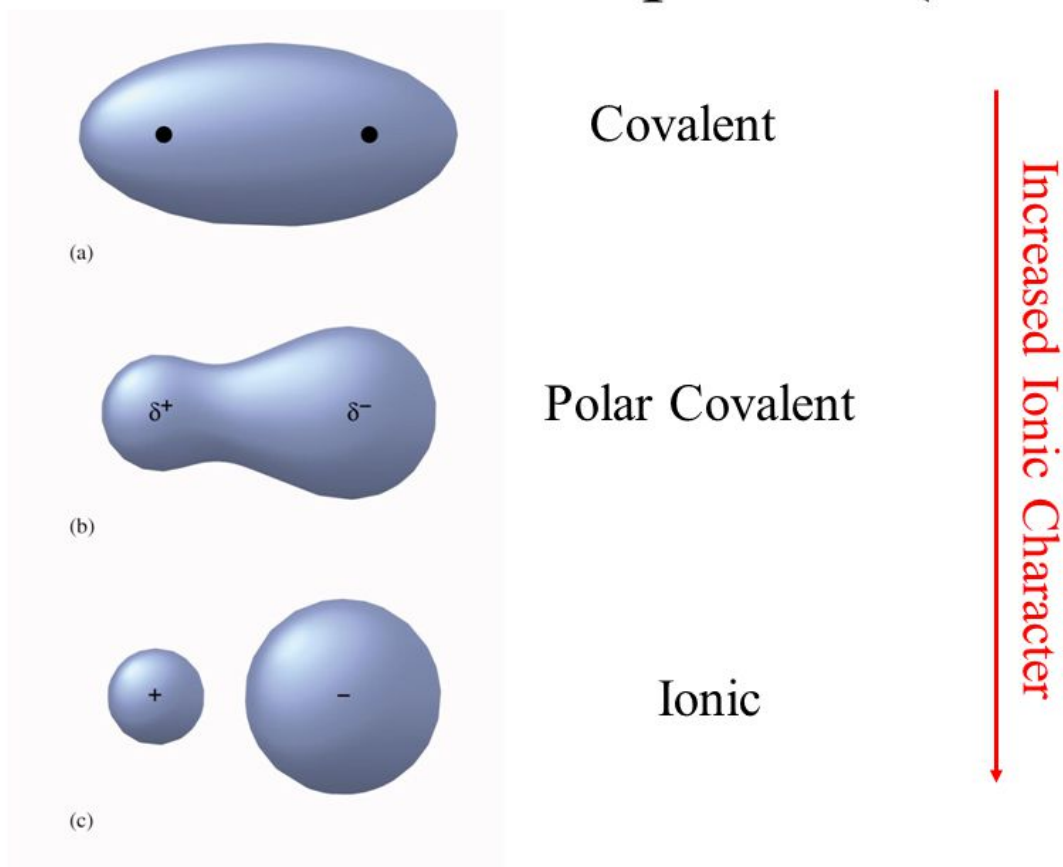 Covalent
(a)
δ+
δ−
Polar Covalent
(b)
+
−
Ionic
(c)
Increased Ionic Character